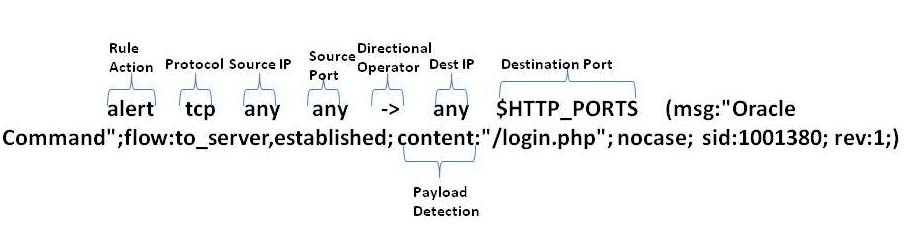 Rule Action
Protocol
Source IP
Source Port
Directional Operator
Dest IP
Destination Port
alert tcp any any -> any $HTTP_PORTS (msg:"Oracle
Command";flow:to_server,established; content:"/login.php"; nocase; sid:1001380; rev:1;)
Payload
Detection